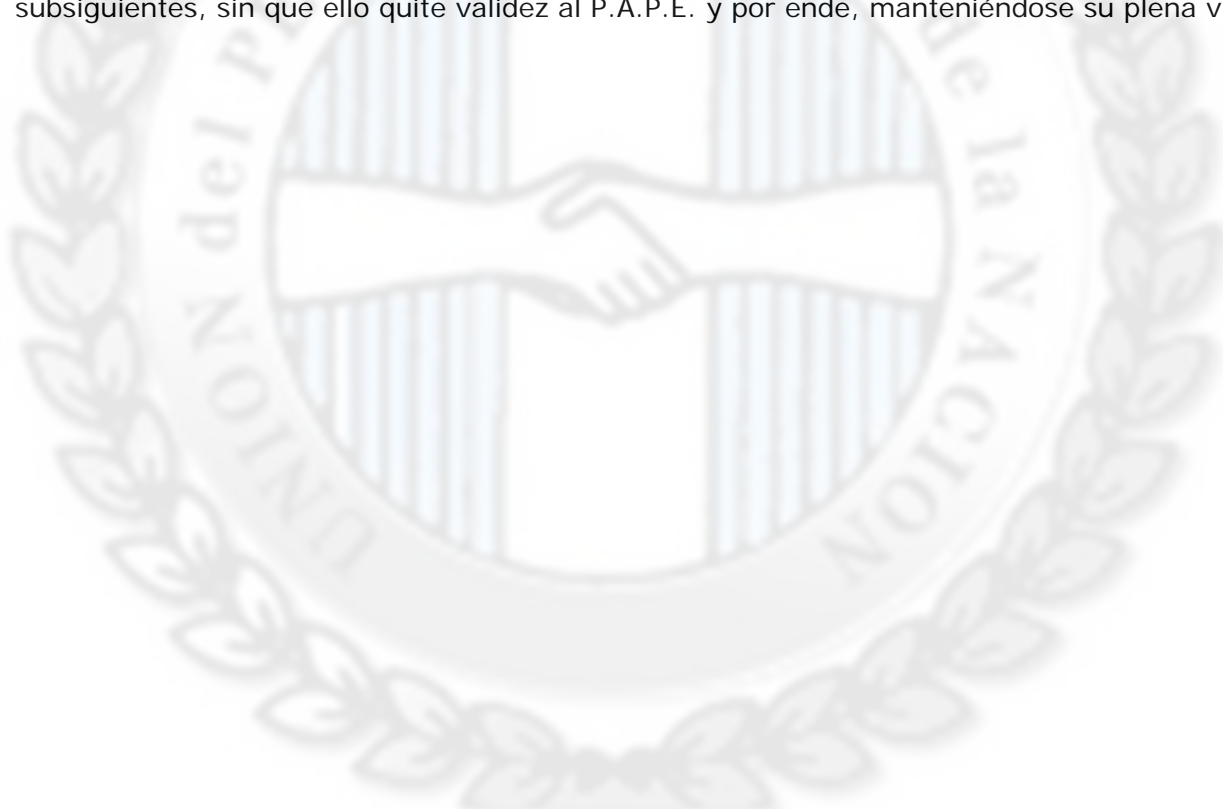 subsiguientes, sin que ello quite validez al P.A.P.E. y por ende, manteniéndose su plena v
UNION del P
de la NACION